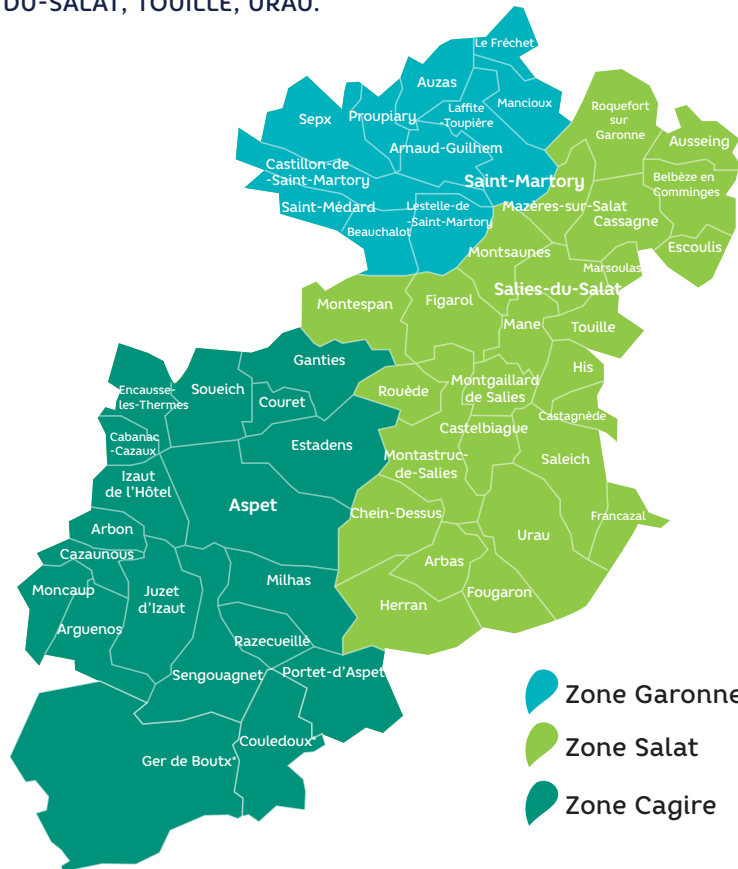 DU-SALAT, TOUILLE, URAU.
Le Fréchet
Auzas
Mancioux
Laffite
-Toupière
Proupiary
Sepx
Arnaud-Guilhem
Castillon-de
-Saint-Martory
Saint-Martory
Saint-Médard
Lestelle-de
-Saint-Martory
Beauchalot
Roquefort
sur
Garonne
Ausseing
Belbèze en
Comminges
Mazères-sur-Salat
Cassagne
Escoulis
Montsaunes
Marsoulas
Salies-du-Salat
Montespan
Figarol
Mane
Touille
His
Rouède
Montgaillard
de Salies
Castagnède
Castelbiague
Montastruc-
de-Salies
Saleich
Chein-Dessus
Francazal
Urau
Arbas
Fougaron
Herran
Ganties
Encausse-
les-Thermes
Soueich
Couret
Cabanac
-Cazaux
Estadens
Izaut
de l'Hôtel
Aspet
Arbon
Cazaunous
Moncaup
Juzet
d'Izaut
Milhas
Arguenos
Razecueillé
Sengouagnet
Portet-d'Aspet
Couledoux*
Ger de Boutx*
Zone Garonne
Zone Salat
Zone Cagire